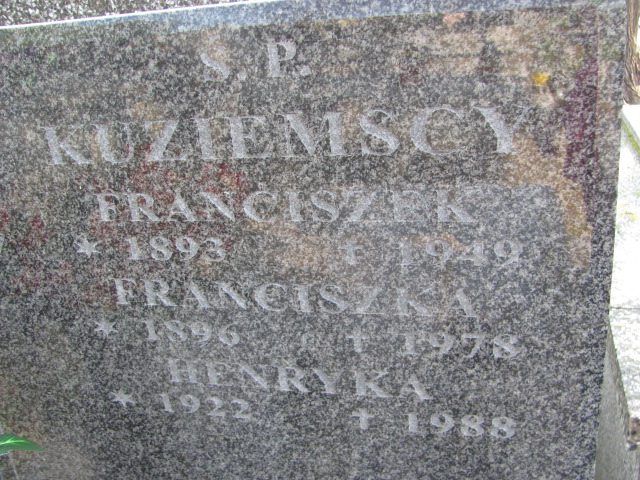 S. P.
KUZIEMSCY
FRANCISZEK
* 1893 † 1949
FRANCISZKA
* 1896 † 1978
HENRYKA
* 1922 † 1988